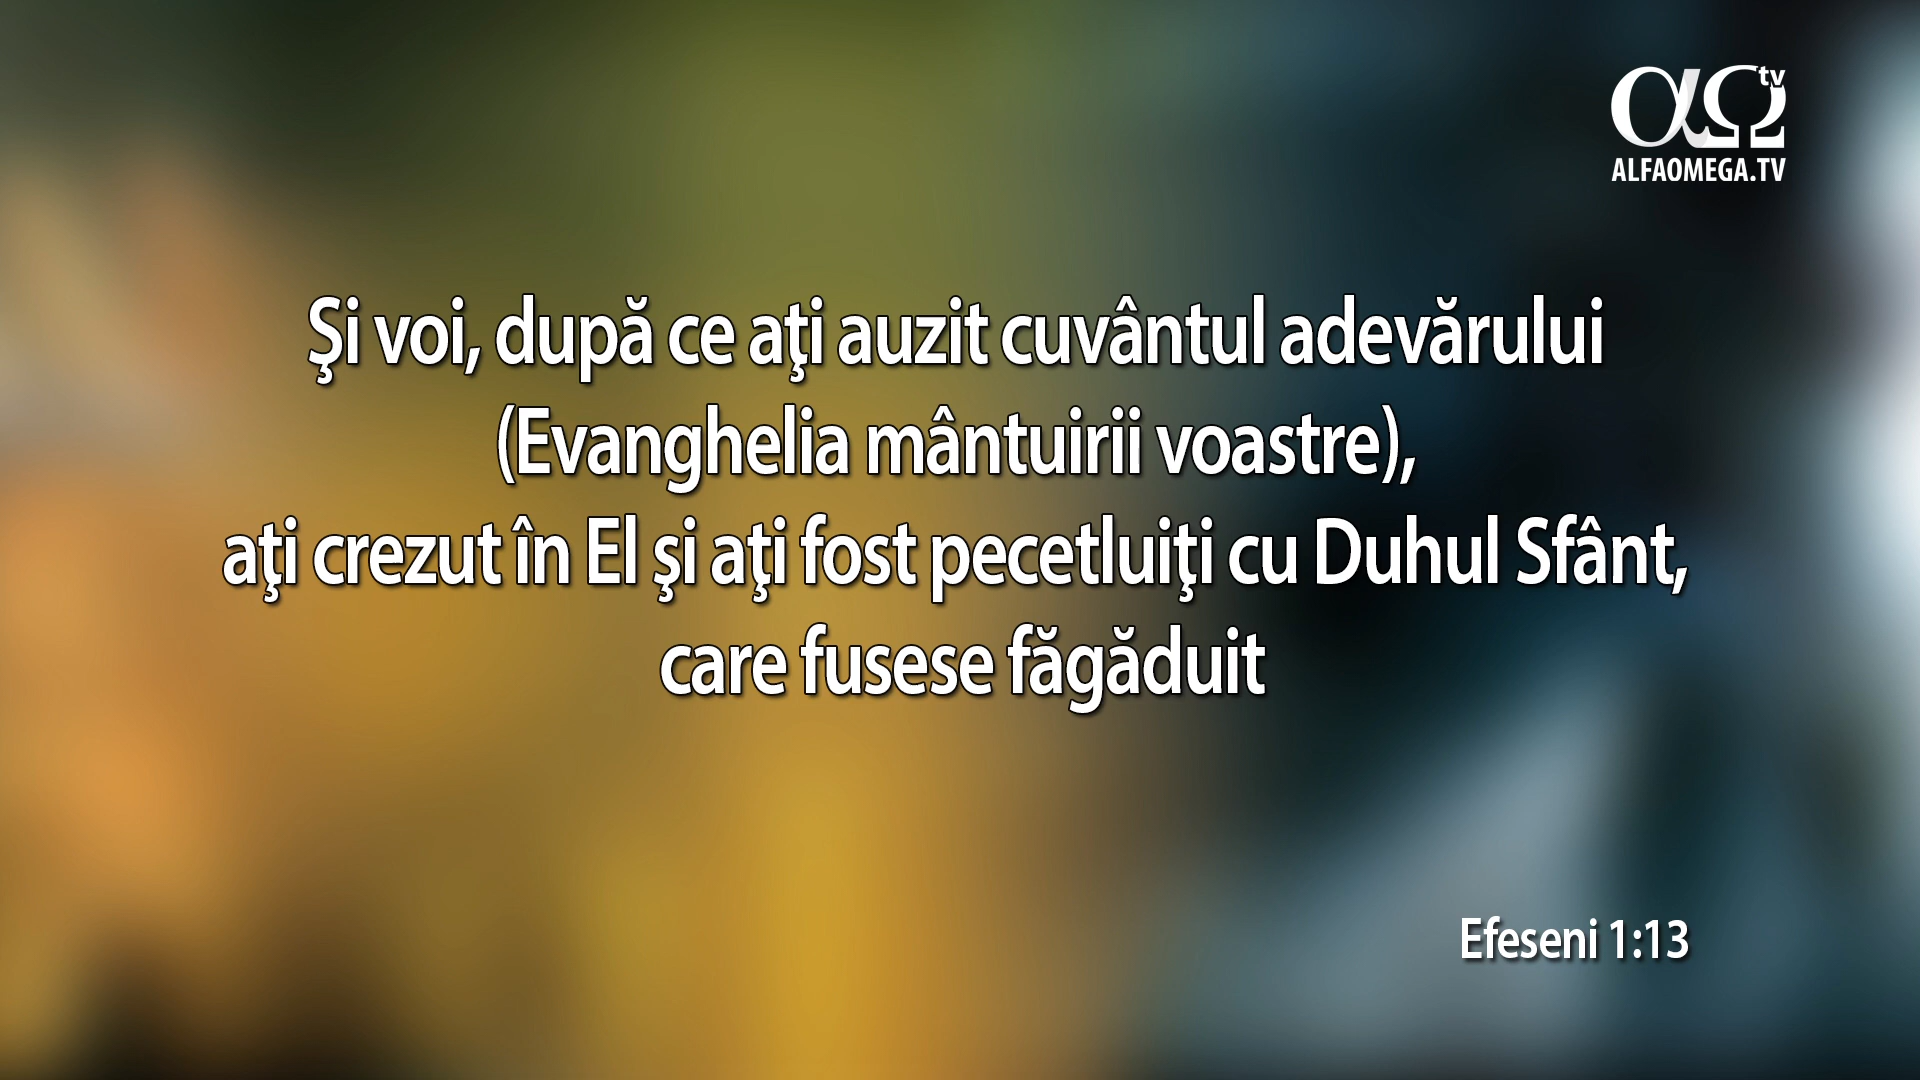 αΩ tv
ALFAOMEGA.TV
Şi voi, după ce aţi auzit cuvântul adevărului
(Evanghelia mântuirii voastre),
aţi crezut în El şi aţi fost pecetluiţi cu Duhul Sfânt,
care fusese făgăduit
Efeseni 1:13